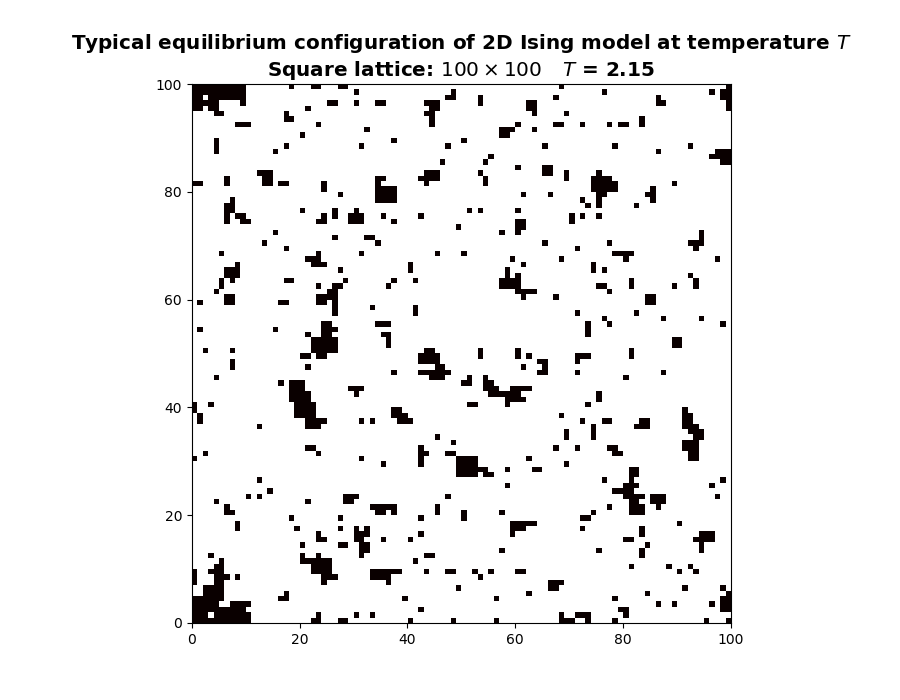 Typical equilibrium configuration of 2D Ising model at temperature T
Square lattice: 100 × 100 T = 2.15
100
80
60
40
20
0
0 20 40 60 80 100